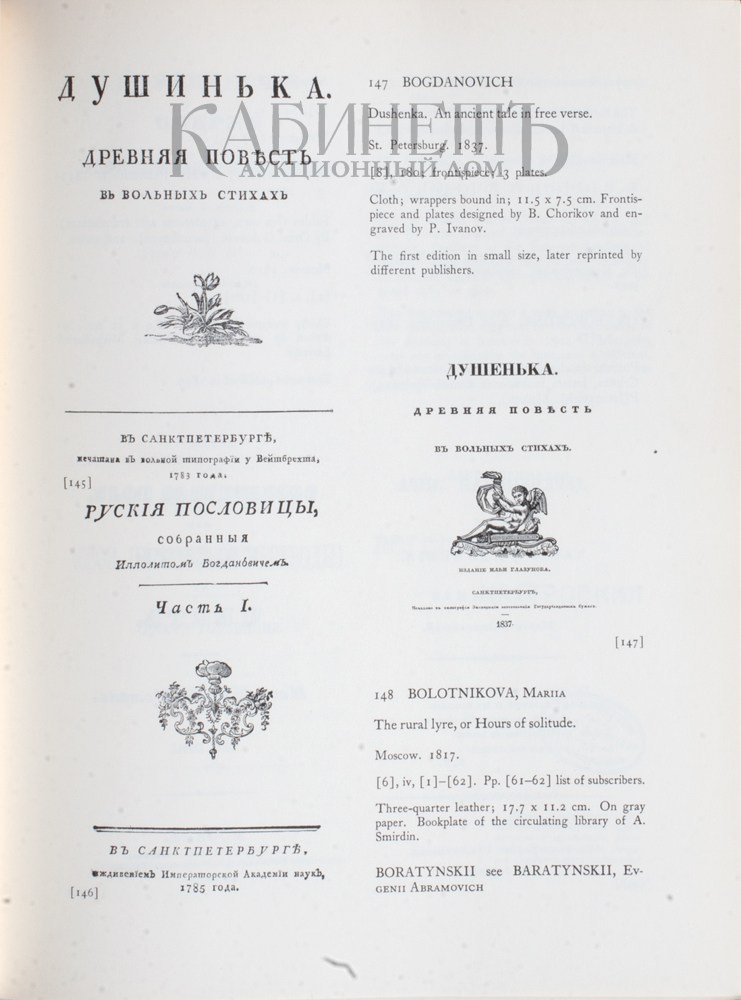 ДУШИНЬКА.
ДРЕВНЯЯ ПОВѢСТЬ
ВЪ ВОЛЬНЫХЪ СТИХАХЪ
ВЪ САНКТПЕТЕРБУРГѢ,
печатана въ вольной типографіи у Вейтбрехта,
1783 года.
[145]
РУСКІЯ ПОСЛОВИЦЫ,
собранныя
Ипполитомъ Богдановичемъ.
Часть I.
ВЪ САНКТПЕТЕРБУРГѢ,
иждивеніемъ Императорской Академіи наукъ,
1785 года.
[146]
КАБИНЕТЪ
АУКЦИОННЫЙ ДОМ
147 BOGDANOVICH
Dushenka. An ancient tale in free verse.
St. Petersburg. 1837.
[8], 180; frontispiece; 3 plates.
Cloth; wrappers bound in; 11.5 x 7.5 cm. Frontis-
piece and plates designed by B. Chorikov and en-
graved by P. Ivanov.
The first edition in small size, later reprinted by
different publishers.
ДУШЕНЬКА.
ДРЕВНЯЯ ПОВѢСТЬ
ВЪ ВОЛЬНЫХЪ СТИХАХЪ.
ИЗДАНІЕ ИЛЬИ ГЛАЗУНОВА.
САНКТПЕТЕРБУРГЪ,
1837.
[147]
148 BOLOTNIKOVA, MARIIA
The rural lyre, or Hours of solitude.
Moscow. 1817.
[6], iv, [1]–[62]. Pp. [61–62] list of subscribers.
Three-quarter leather; 17.7 x 11.2 cm. On gray
paper. Bookplate of the circulating library of A.
Smirdin.
BORATYNSKII see BARATYNSKII, EV-
GENII ABRAMOVICH